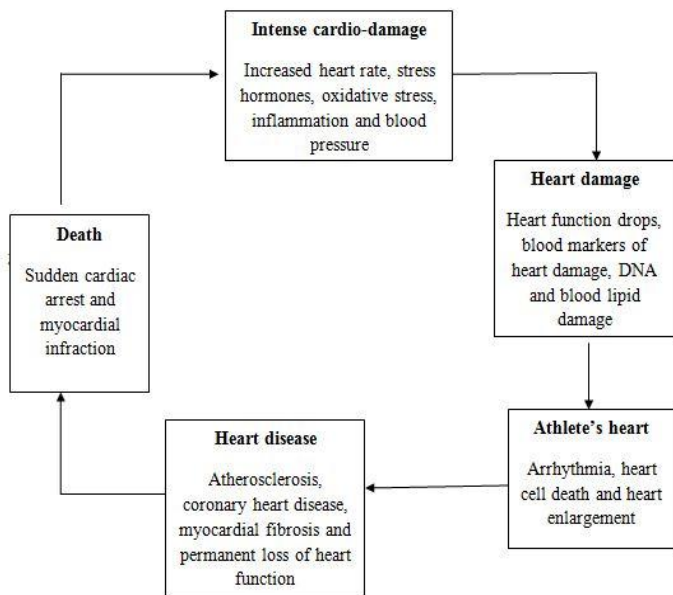 Intense cardio-damage
Increased heart rate, stress
hormones, oxidative stress,
inflammation and blood
pressure
Heart damage
Heart function drops,
blood markers of
heart damage, DNA
and blood lipid
damage
Death
Sudden cardiac
arrest and
myocardial
infraction
Athlete’s heart
Arrhythmia, heart
cell death and heart
enlargement
Heart disease
Atherosclerosis,
coronary heart disease,
myocardial fibrosis and
permanent loss of heart
function